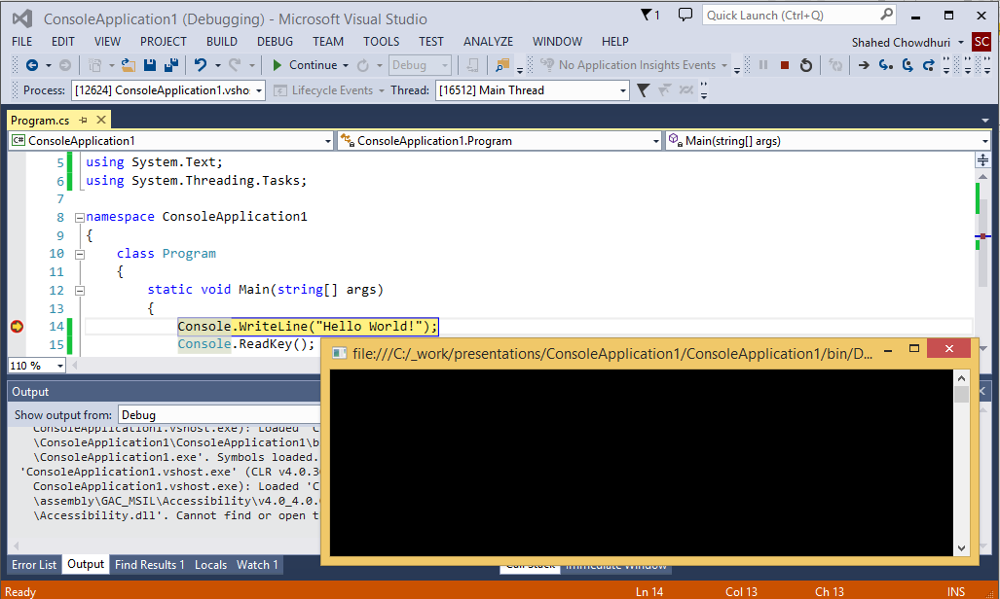 ConsoleApplication1 (Debugging) - Microsoft Visual Studio
1
Quick Launch (Ctrl+Q)
FILE EDIT VIEW PROJECT BUILD DEBUG TEAM TOOLS TEST ANALYZE WINDOW HELP
Shahed Chowdhuri SC
Continue Debug No Application Insights Events
Process: [12624] ConsoleApplication1.vsho Lifecycle Events Thread: [16512] Main Thread
Program.cs
C# ConsoleApplication1 ConsoleApplication1.Program Main(string[] args)
5 using System.Text;
6 using System.Threading.Tasks;
7
8 namespace ConsoleApplication1
9 {
10 class Program
11 {
12 static void Main(string[] args)
13 {
14 Console.WriteLine("Hello World!");
15 Console.ReadKey();
110 %
file:///C:/_work/presentations/ConsoleApplication1/ConsoleApplication1/bin/D...
Output
Show output from: Debug
ConsoleApplication1.vshost.exe): Loaded 'C
\ConsoleApplication1\ConsoleApplication1\b
\ConsoleApplication1.exe'. Symbols loaded.
'ConsoleApplication1.vshost.exe' (CLR v4.0.30
ConsoleApplication1.vshost.exe): Loaded 'C
\assembly\GAC_MSIL\Accessibility\v4.0_4.0.
\Accessibility.dll'. Cannot find or open t
Error List Output Find Results 1 Locals Watch 1 Call Stack Immediate Window
Ready Ln 14 Col 13 Ch 13 INS